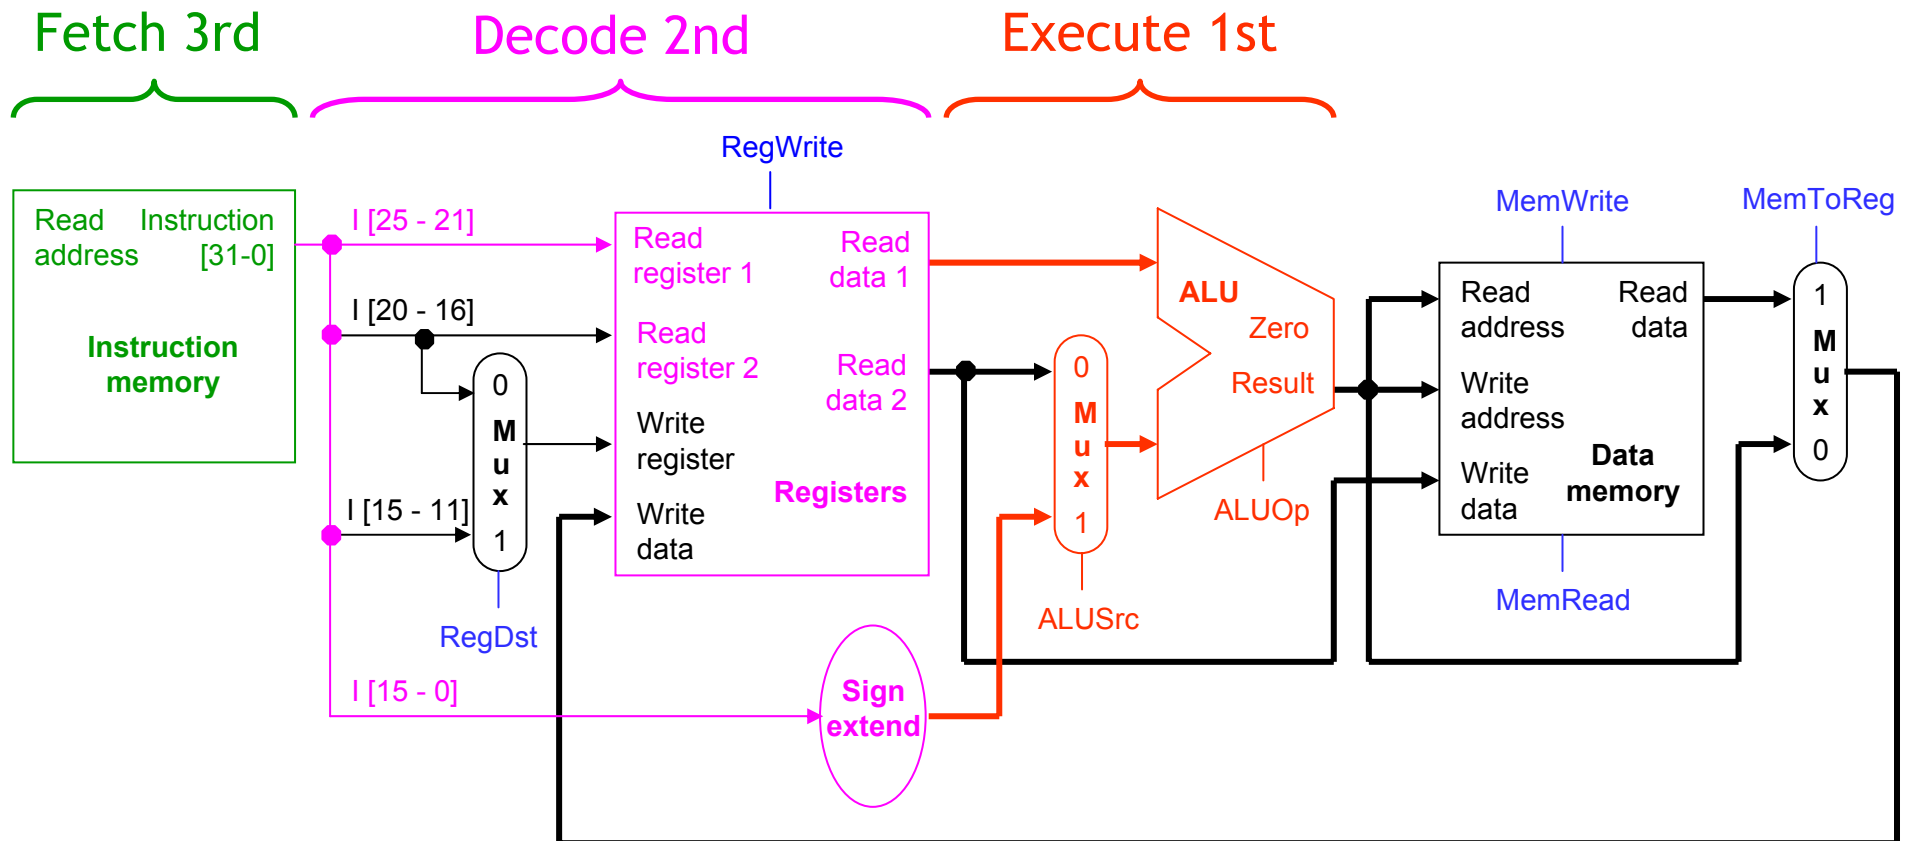 Fetch 3rd
Decode 2nd
Execute 1st
RegWrite
MemWrite
MemToReg
Read Instruction
address [31-0]
Instruction
memory
I [25 - 21]
I [20 - 16]
I [15 - 11]
I [15 - 0]
0
M
u
x
1
RegDst
Read
register 1
Read
data 1
Read
register 2
Read
data 2
Write
register
Registers
Write
data
Sign
extend
0
M
u
x
1
ALUSrc
ALU
Zero
Result
ALUOp
Read
address
Read
data
Write
address
Data
memory
Write
data
MemRead
1
M
u
x
0